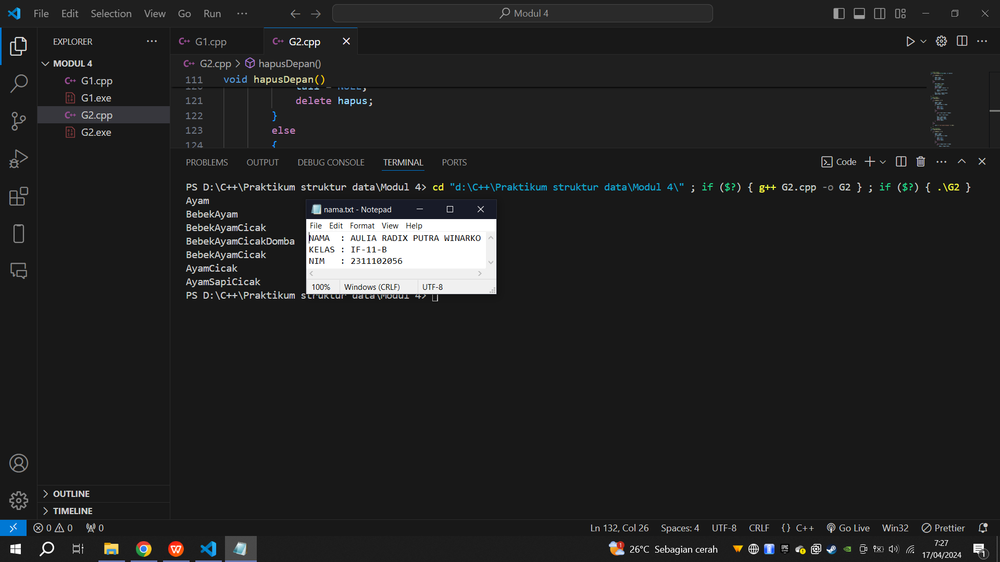 File Edit Selection View Go Run ···
Modul 4
EXPLORER
MODUL 4
G1.cpp
G1.exe
G2.cpp
G2.exe
OUTLINE
TIMELINE
G1.cpp
G2.cpp
G2.cpp > hapusDepan()
111 void hapusDepan()
120 tail = NULL;
121 delete hapus;
122 }
123 else
124 {
PROBLEMS OUTPUT DEBUG CONSOLE TERMINAL PORTS
Code
PS D:\C++\Praktikum struktur data\Modul 4> cd "d:\C++\Praktikum struktur data\Modul 4\" ; if ($?) { g++ G2.cpp -o G2 } ; if ($?) { .\G2 }
Ayam
BebekAyam
BebekAyamCicak
BebekAyamCicakDomba
BebekAyamCicak
AyamCicak
AyamSapiCicak
PS D:\C++\Praktikum struktur data\Modul 4>
nama.txt - Notepad
File Edit Format View Help
NAMA  : AULIA RADIX PUTRA WINARKO
KELAS : IF-11-B
NIM   : 2311102056
100% Windows (CRLF) UTF-8
0 0 0
Ln 132, Col 26 Spaces: 4 UTF-8 CRLF {} C++ Go Live Win32 Prettier
1
26°C Sebagian cerah
7:27
17/04/2024
1